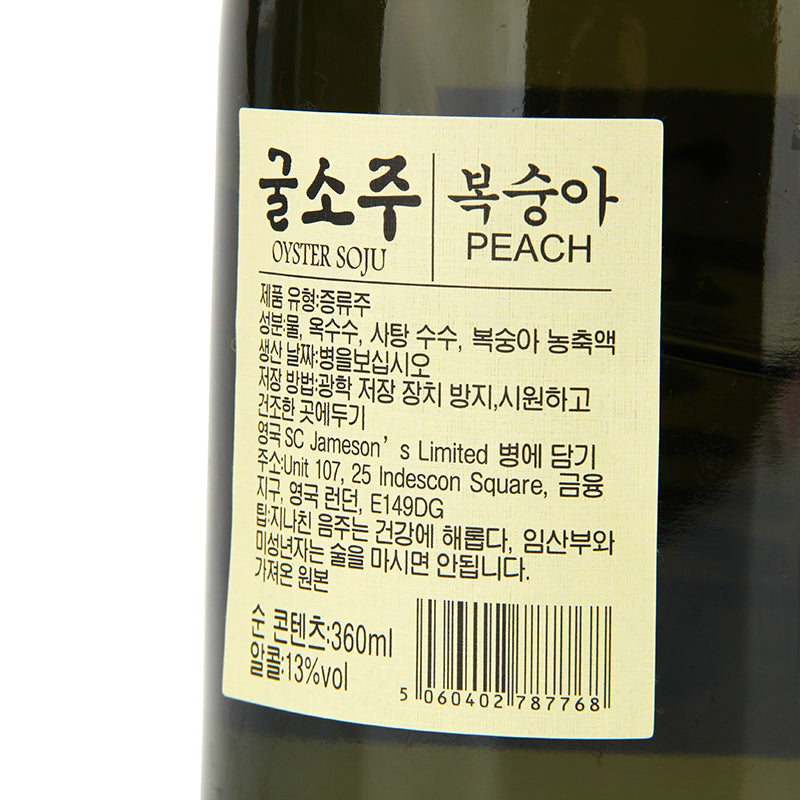 굴소주
OYSTER SOJU
복숭아
PEACH
제품 유형:증류주
성분:물, 옥수수, 사탕 수수, 복숭아 농축액
생산 날짜:병을보십시오
저장 방법:광학 저장 장치 방지,시원하고
건조한 곳에두기
영국 SC Jameson's Limited 병에 담기
주소:Unit 107, 25 Indescon Square, 금융
지구, 영국 런던, E149DG
팁:지나친 음주는 건강에 해롭다, 임산부와
미성년자는 술을 마시면 안됩니다.
가져온 원본
순 콘텐츠:360ml
알콜:13%vol
5 060402 787768